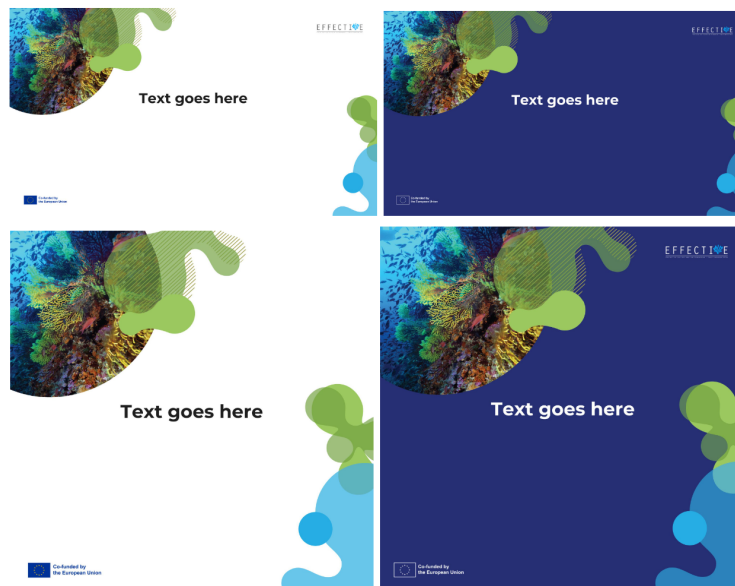 EFFECTIVE
Text goes here
Co-funded by
the European Union
EFFECTIVE
Text goes here
Co-funded by
the European Union
Text goes here
Co-funded by
the European Union
EFFECTIVE
Text goes here
Co-funded by
the European Union